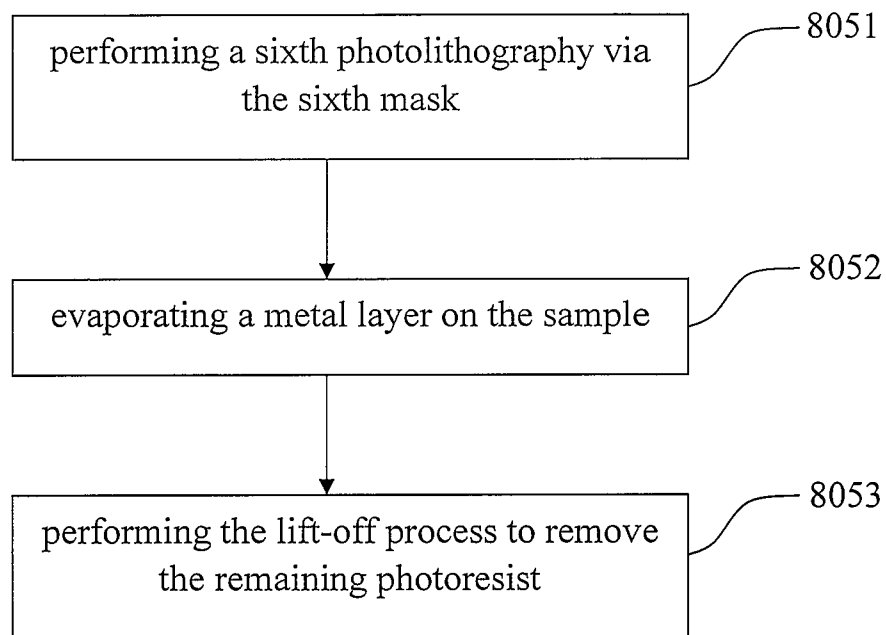 performing a sixth photolithography via
the sixth mask
8051
evaporating a metal layer on the sample
8052
performing the lift-off process to remove
the remaining photoresist
8053